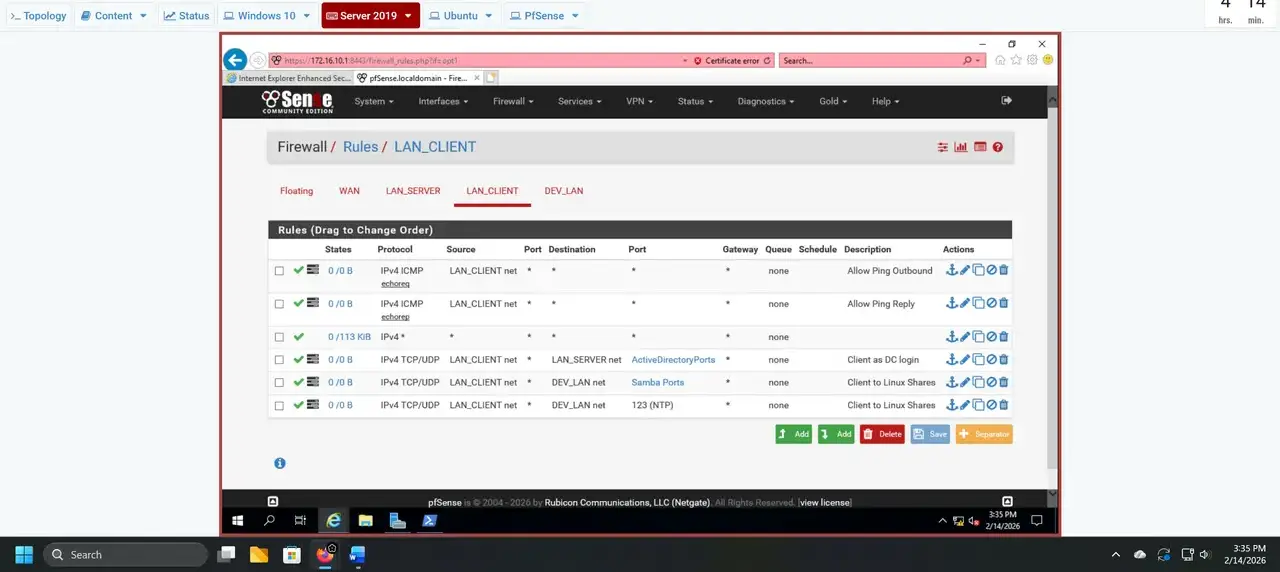 Topology Content Status Windows 10 Server 2019 Ubuntu PfSense
4 14
hrs. min.
https://172.16.10.1:8443/firewall_rules.php?if=opt1 Certificate error Search...
Internet Explorer Enhanced Sec... pfSense.localdomain - Fire...
Sense
COMMUNITY EDITION
System Interfaces Firewall Services VPN Status Diagnostics Gold Help
Firewall / Rules / LAN_CLIENT
Floating WAN LAN_SERVER LAN_CLIENT DEV_LAN
Rules (Drag to Change Order)
States Protocol Source Port Destination Port Gateway Queue Schedule Description Actions
0 /0 B IPv4 ICMP LAN_CLIENT net * * * * none Allow Ping Outbound
echoreq
0 /0 B IPv4 ICMP LAN_CLIENT net * * * * none Allow Ping Reply
echorep
0 /113 KiB IPv4 * * * * * * none
0 /0 B IPv4 TCP/UDP LAN_CLIENT net * LAN_SERVER net ActiveDirectoryPorts * none Client as DC login
0 /0 B IPv4 TCP/UDP LAN_CLIENT net * DEV_LAN net Samba Ports * none Client to Linux Shares
0 /0 B IPv4 TCP/UDP LAN_CLIENT net * DEV_LAN net 123 (NTP) * none Client to Linux Shares
Add Add Delete Save Separator
pfSense is © 2004 - 2026 by Rubicon Communications, LLC (Netgate). All Rights Reserved. [view license]
3:35 PM
2/14/2026
Search
3:35 PM
2/14/2026